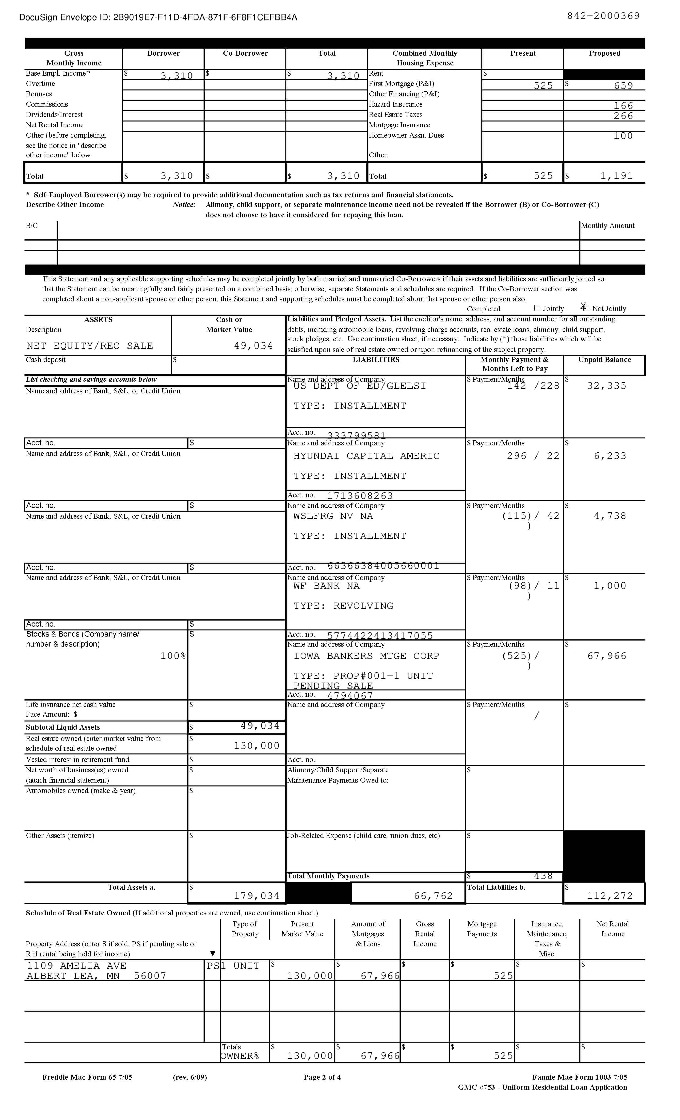 DocuSign Envelope ID: 2B9019E7-F11D-4FDA-871F-6F8F1CEFBB4A
842-2000369
Gross Monthly Income Borrower Co-Borrower Total Combined Monthly Housing Expense Present Proposed
Base Empl. Income* $ 3,310 $ $ 3,310 Rent $
Overtime First Mortgage (P&I) 525 $ 659
Bonuses Other Financing (P&I)
Commissions Hazard Insurance 166
Dividends/Interest Real Estate Taxes 266
Net Rental Income Mortgage Insurance
Other (before completing, Homeowner Assn. Dues 100
see the notice in "describe
other income" below Other:
Total $ 3,310 $ $ 3,310 Total $ 525 $ 1,191
* Self Employed Borrower(s) may be required to provide additional documentation such as tax returns and financial statements.
Describe Other Income Notice: Alimony, child support, or separate maintenance income need not be revealed if the Borrower (B) or Co-Borrower (C)
does not choose to have it considered for repaying this loan.
B/C Monthly Amount
This Statement and any applicable supporting schedules may be completed jointly by both married and unmarried Co-Borrowers if their assets and liabilities are sufficiently joined so
that the Statement can be meaningfully and fairly presented on a combined basis; otherwise, separate Statements and schedules are required. If the Co-Borrower section was
completed about a non-applicant spouse or other person, this Statement and supporting schedules must be completed about that spouse or other person also.
Completed Jointly Not Jointly
ASSETS Cash or Market Value
Description
NET EQUITY/REO SALE 49,034
Liabilities and Pledged Assets. List the creditor's name, address, and account number for all outstanding
debts, including automobile loans, revolving charge accounts, real estate loans, alimony, child support,
stock pledges, etc. Use continuation sheet, if necessary. Indicate by (*) those liabilities which will be
satisfied upon sale of real estate owned or upon refinancing of the subject property.
Cash deposit $ LIABILITIES Monthly Payment & Months Left to Pay Unpaid Balance
List checking and savings accounts below
Name and address of Bank, S&L, or Credit Union
Name and address of Company $ Payment/Months $
US DEPT OF ED/GLELSI 142 /228 32,335
TYPE: INSTALLMENT
Acct. no. 333799581
Acct. no. $
Name and address of Bank, S&L, or Credit Union
Name and address of Company $ Payment/Months $
HYUNDAI CAPITAL AMERIC 296 / 22 6,233
TYPE: INSTALLMENT
Acct. no. 1713608263
Acct. no. $
Name and address of Bank, S&L, or Credit Union
Name and address of Company $ Payment/Months $
WSLFRG NV NA (115)/ 42 4,738
)
TYPE: INSTALLMENT
Acct. no. 66366384005660001
Acct. no. $
Name and address of Bank, S&L, or Credit Union
Name and address of Company $ Payment/Months $
WF BANK NA (98)/ 11 1,000
)
TYPE: REVOLVING
Acct. no. $
Acct. no. 5774422413417055
Stocks & Bonds (Company name/ number & description) $
100%
Name and address of Company $ Payment/Months $
IOWA BANKERS MTGE CORP (525)/ 67,966
)
TYPE: PROP#001-1 UNIT
PENDING SALE
Acct. no. 4794067
Life insurance net cash value $
Face Amount: $
Name and address of Company $ Payment/Months $
/
Subtotal Liquid Assets $ 49,034
Real estate owned (enter market value from schedule of real estate owned) $ 130,000
Vested interest in retirement fund $ Acct. no.
Net worth of business(es) owned (attach financial statement) $ Alimony/Child Support/Separate Maintenance Payments Owed to: $
Automobiles owned (make & year) $
Other Assets (itemize) $ Job-Related Expense (child care, union dues, etc) $
Total Monthly Payments $ 438
Total Assets a. $ 179,034 66,762 Total Liabilities b. $ 112,272
Schedule of Real Estate Owned (If additional properties are owned, use continuation sheet.)
Property Address (enter S if sold, PS if pending sale or R if rental being held for income) ▼ Type of Property Present Market Value Amount of Mortgages & Liens Gross Rental Income Mortgage Payments Insurance, Maintenance, Taxes & Misc. Net Rental Income
1109 AMELIA AVE PS 1 UNIT $ $ $ $ $ $
ALBERT LEA, MN 56007 130,000 67,966 525
Totals $ $ $ $ $ $
OWNER% 130,000 67,966 525
Freddie Mac Form 65 7/05 (rev. 6/09) Page 2 of 4 Fannie Mae Form 1003 7/05
GMC #753 - Uniform Residential Loan Application